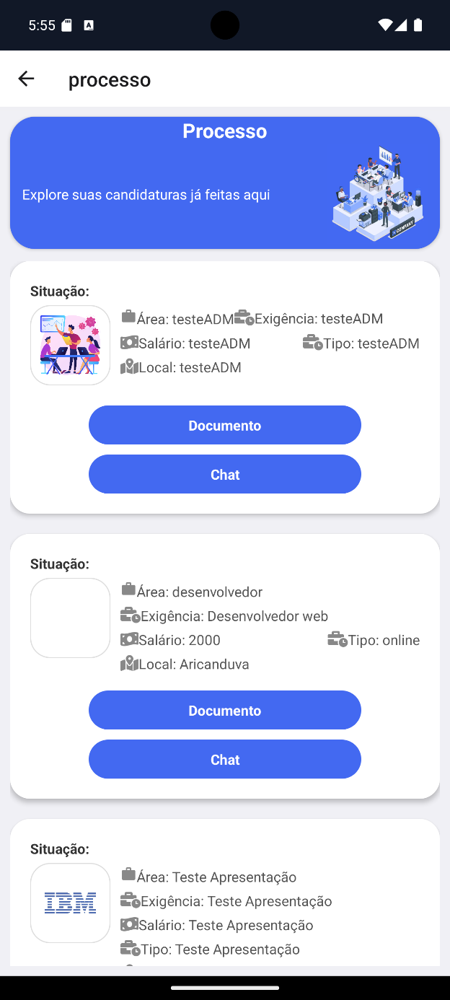 5:55
processo
Processo
Explore suas candidaturas já feitas aqui
COMPANY
Situação:
Área: testeADM Exigência: testeADM
Salário: testeADM Tipo: testeADM
Local: testeADM
Documento
Chat
Situação:
Área: desenvolvedor
Exigência: Desenvolvedor web
Salário: 2000 Tipo: online
Local: Aricanduva
Documento
Chat
Situação:
IBM
Área: Teste Apresentação
Exigência: Teste Apresentação
Salário: Teste Apresentação
Tipo: Teste Apresentação